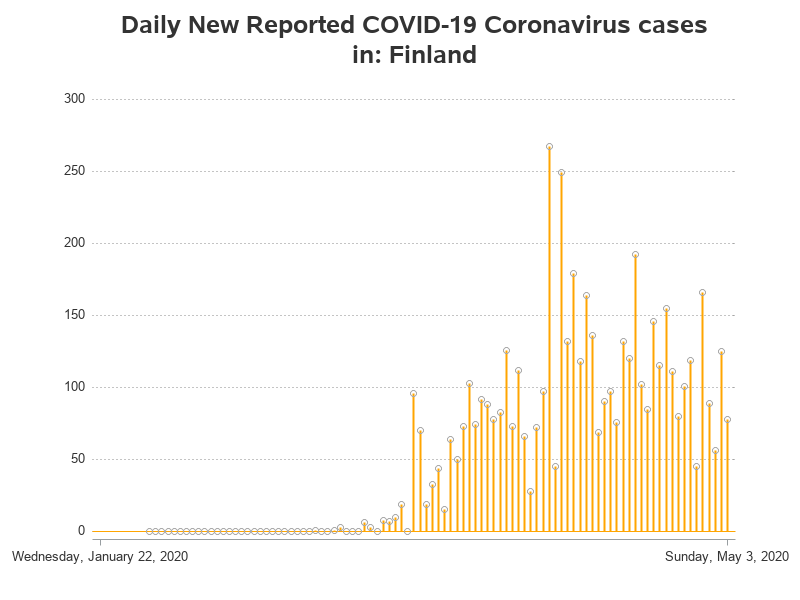 Daily New Reported COVID-19 Coronavirus cases
in: Finland
300
250
200
150
100
50
0
Wednesday, January 22, 2020 Sunday, May 3, 2020